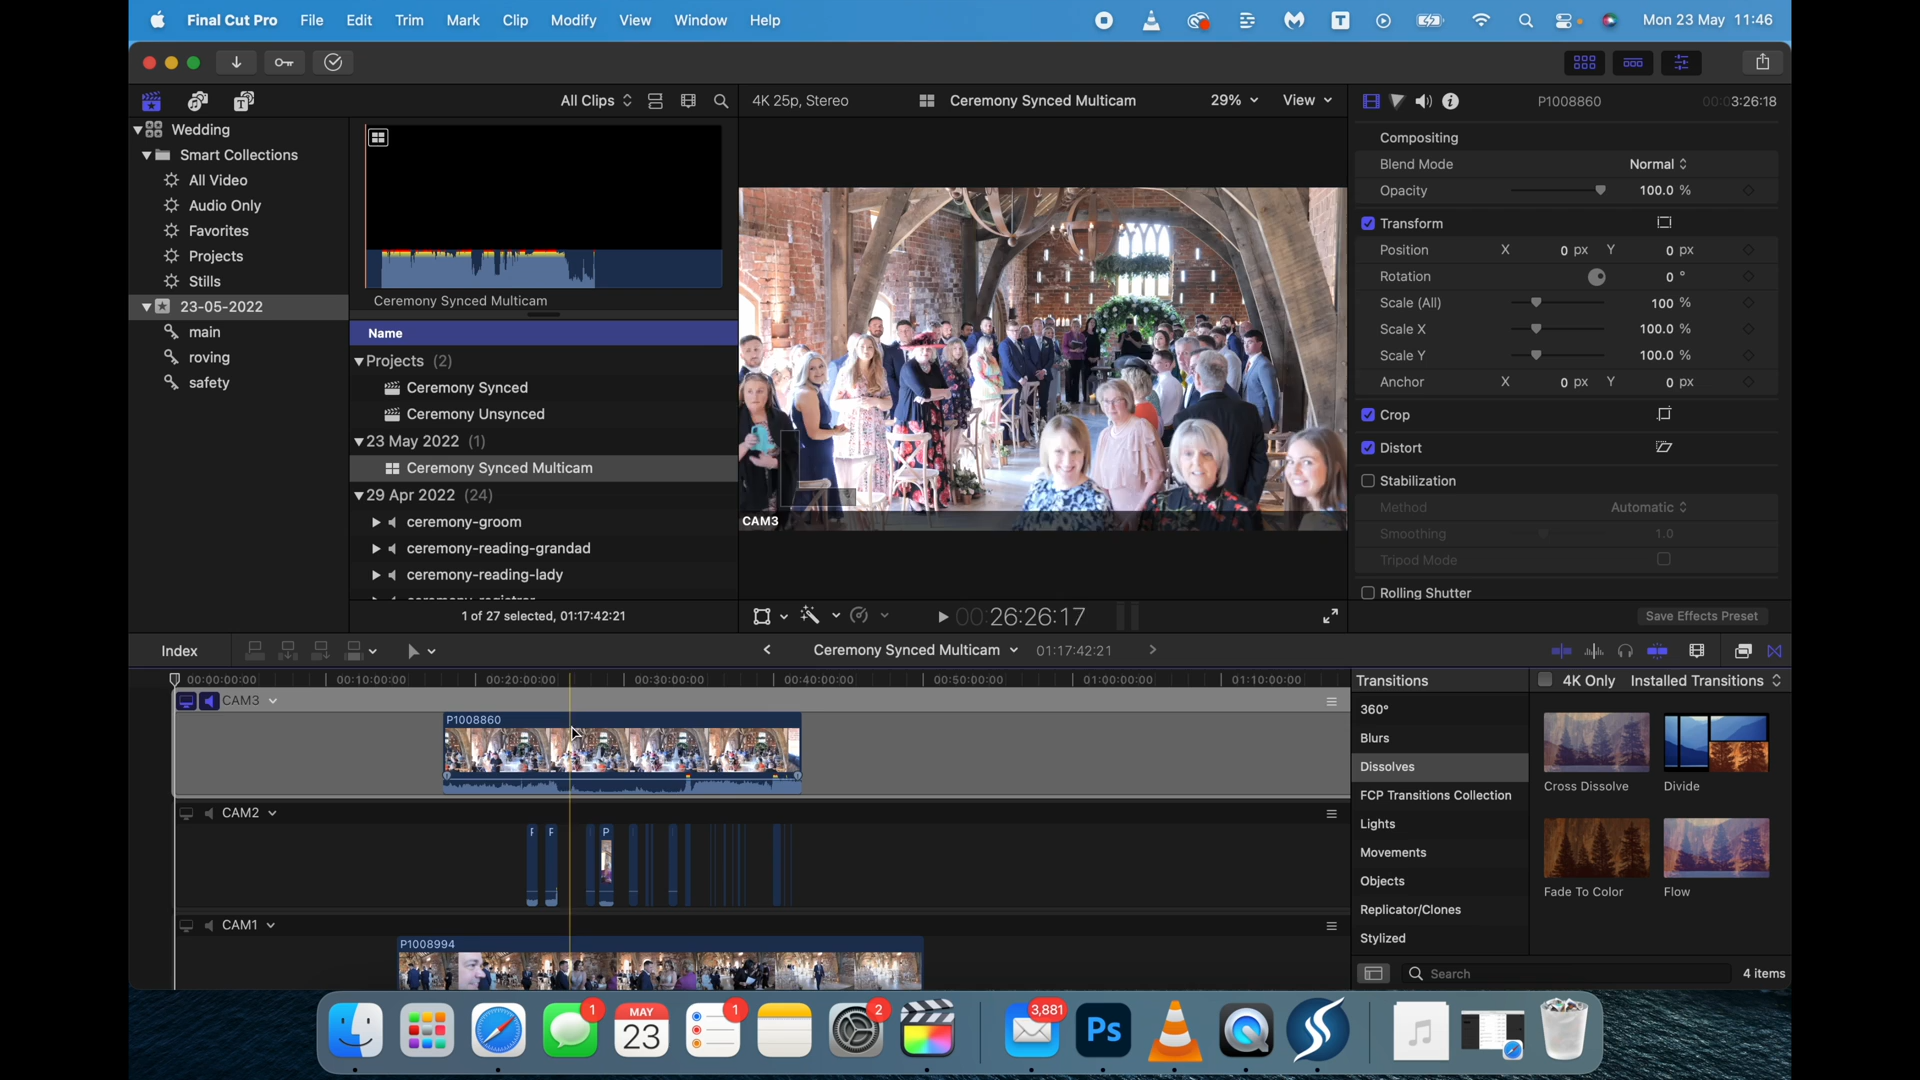 Final Cut Pro File Edit Trim Mark Clip Modify View Window Help T Mon 23 May 11:46
All Clips 4K 25p, Stereo Ceremony Synced Multicam 29% View P1008860 00:03:26:18
Wedding
Smart Collections
All Video
Audio Only
Favorites
Projects
Stills
23-05-2022
main
roving
safety
Ceremony Synced Multicam
Name
Projects (2)
Ceremony Synced
Ceremony Unsynced
23 May 2022 (1)
Ceremony Synced Multicam
29 Apr 2022 (24)
ceremony-groom
ceremony-reading-grandad
ceremony-reading-lady
1 of 27 selected, 01:17:42:21
CAM3
00:26:26:17
Compositing
Blend Mode Normal
Opacity 100.0 %
Transform
Position X 0 px Y 0 px
Rotation 0 °
Scale (All) 100 %
Scale X 100.0 %
Scale Y 100.0 %
Anchor X 0 px Y 0 px
Crop
Distort
Stabilization
Method Automatic
Smoothing 1.0
Tripod Mode
Rolling Shutter
Save Effects Preset
Index Ceremony Synced Multicam 01:17:42:21
00:00:00:00 00:10:00:00 00:20:00:00 00:30:00:00 00:40:00:00 00:50:00:00 01:00:00:00 01:10:00:00
CAM3
P1008860
CAM2
P
CAM1
P1008994
Transitions 4K Only Installed Transitions
360°
Blurs
Dissolves
FCP Transitions Collection
Lights
Movements
Objects
Replicator/Clones
Stylized
Cross Dissolve Divide
Fade To Color Flow
Search 4 items
1 MAY 23 1 2 3,881 Ps